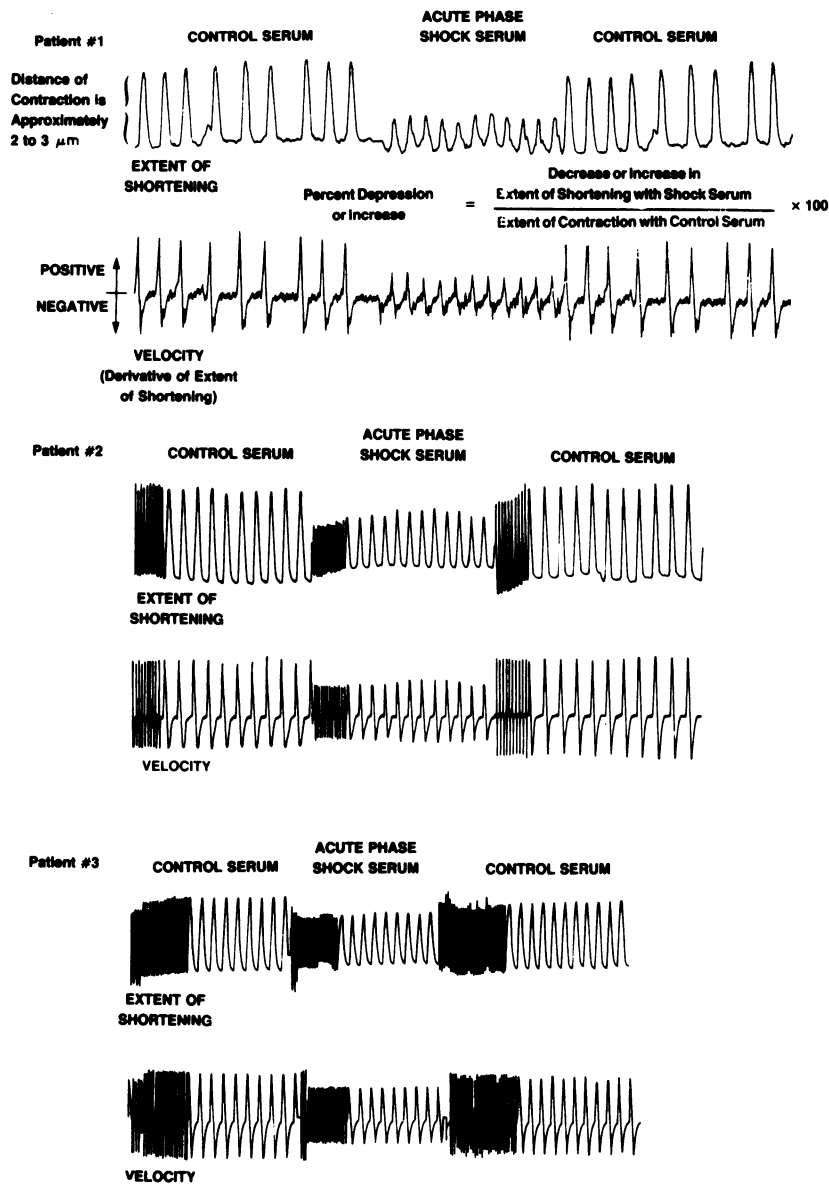 ACUTE PHASE
Patient #1 CONTROL SERUM SHOCK SERUM CONTROL SERUM
Distance of
Contraction is
Approximately
2 to 3 μm
EXTENT OF
SHORTENING
Percent Depression
or Increase
=
Decrease or Increase in
Extent of Shortening with Shock Serum
Extent of Contraction with Control Serum
× 100
POSITIVE
NEGATIVE
VELOCITY
(Derivative of Extent
of Shortening)
ACUTE PHASE
Patient #2 CONTROL SERUM SHOCK SERUM CONTROL SERUM
EXTENT OF
SHORTENING
VELOCITY
ACUTE PHASE
Patient #3 CONTROL SERUM SHOCK SERUM CONTROL SERUM
EXTENT OF
SHORTENING
VELOCITY